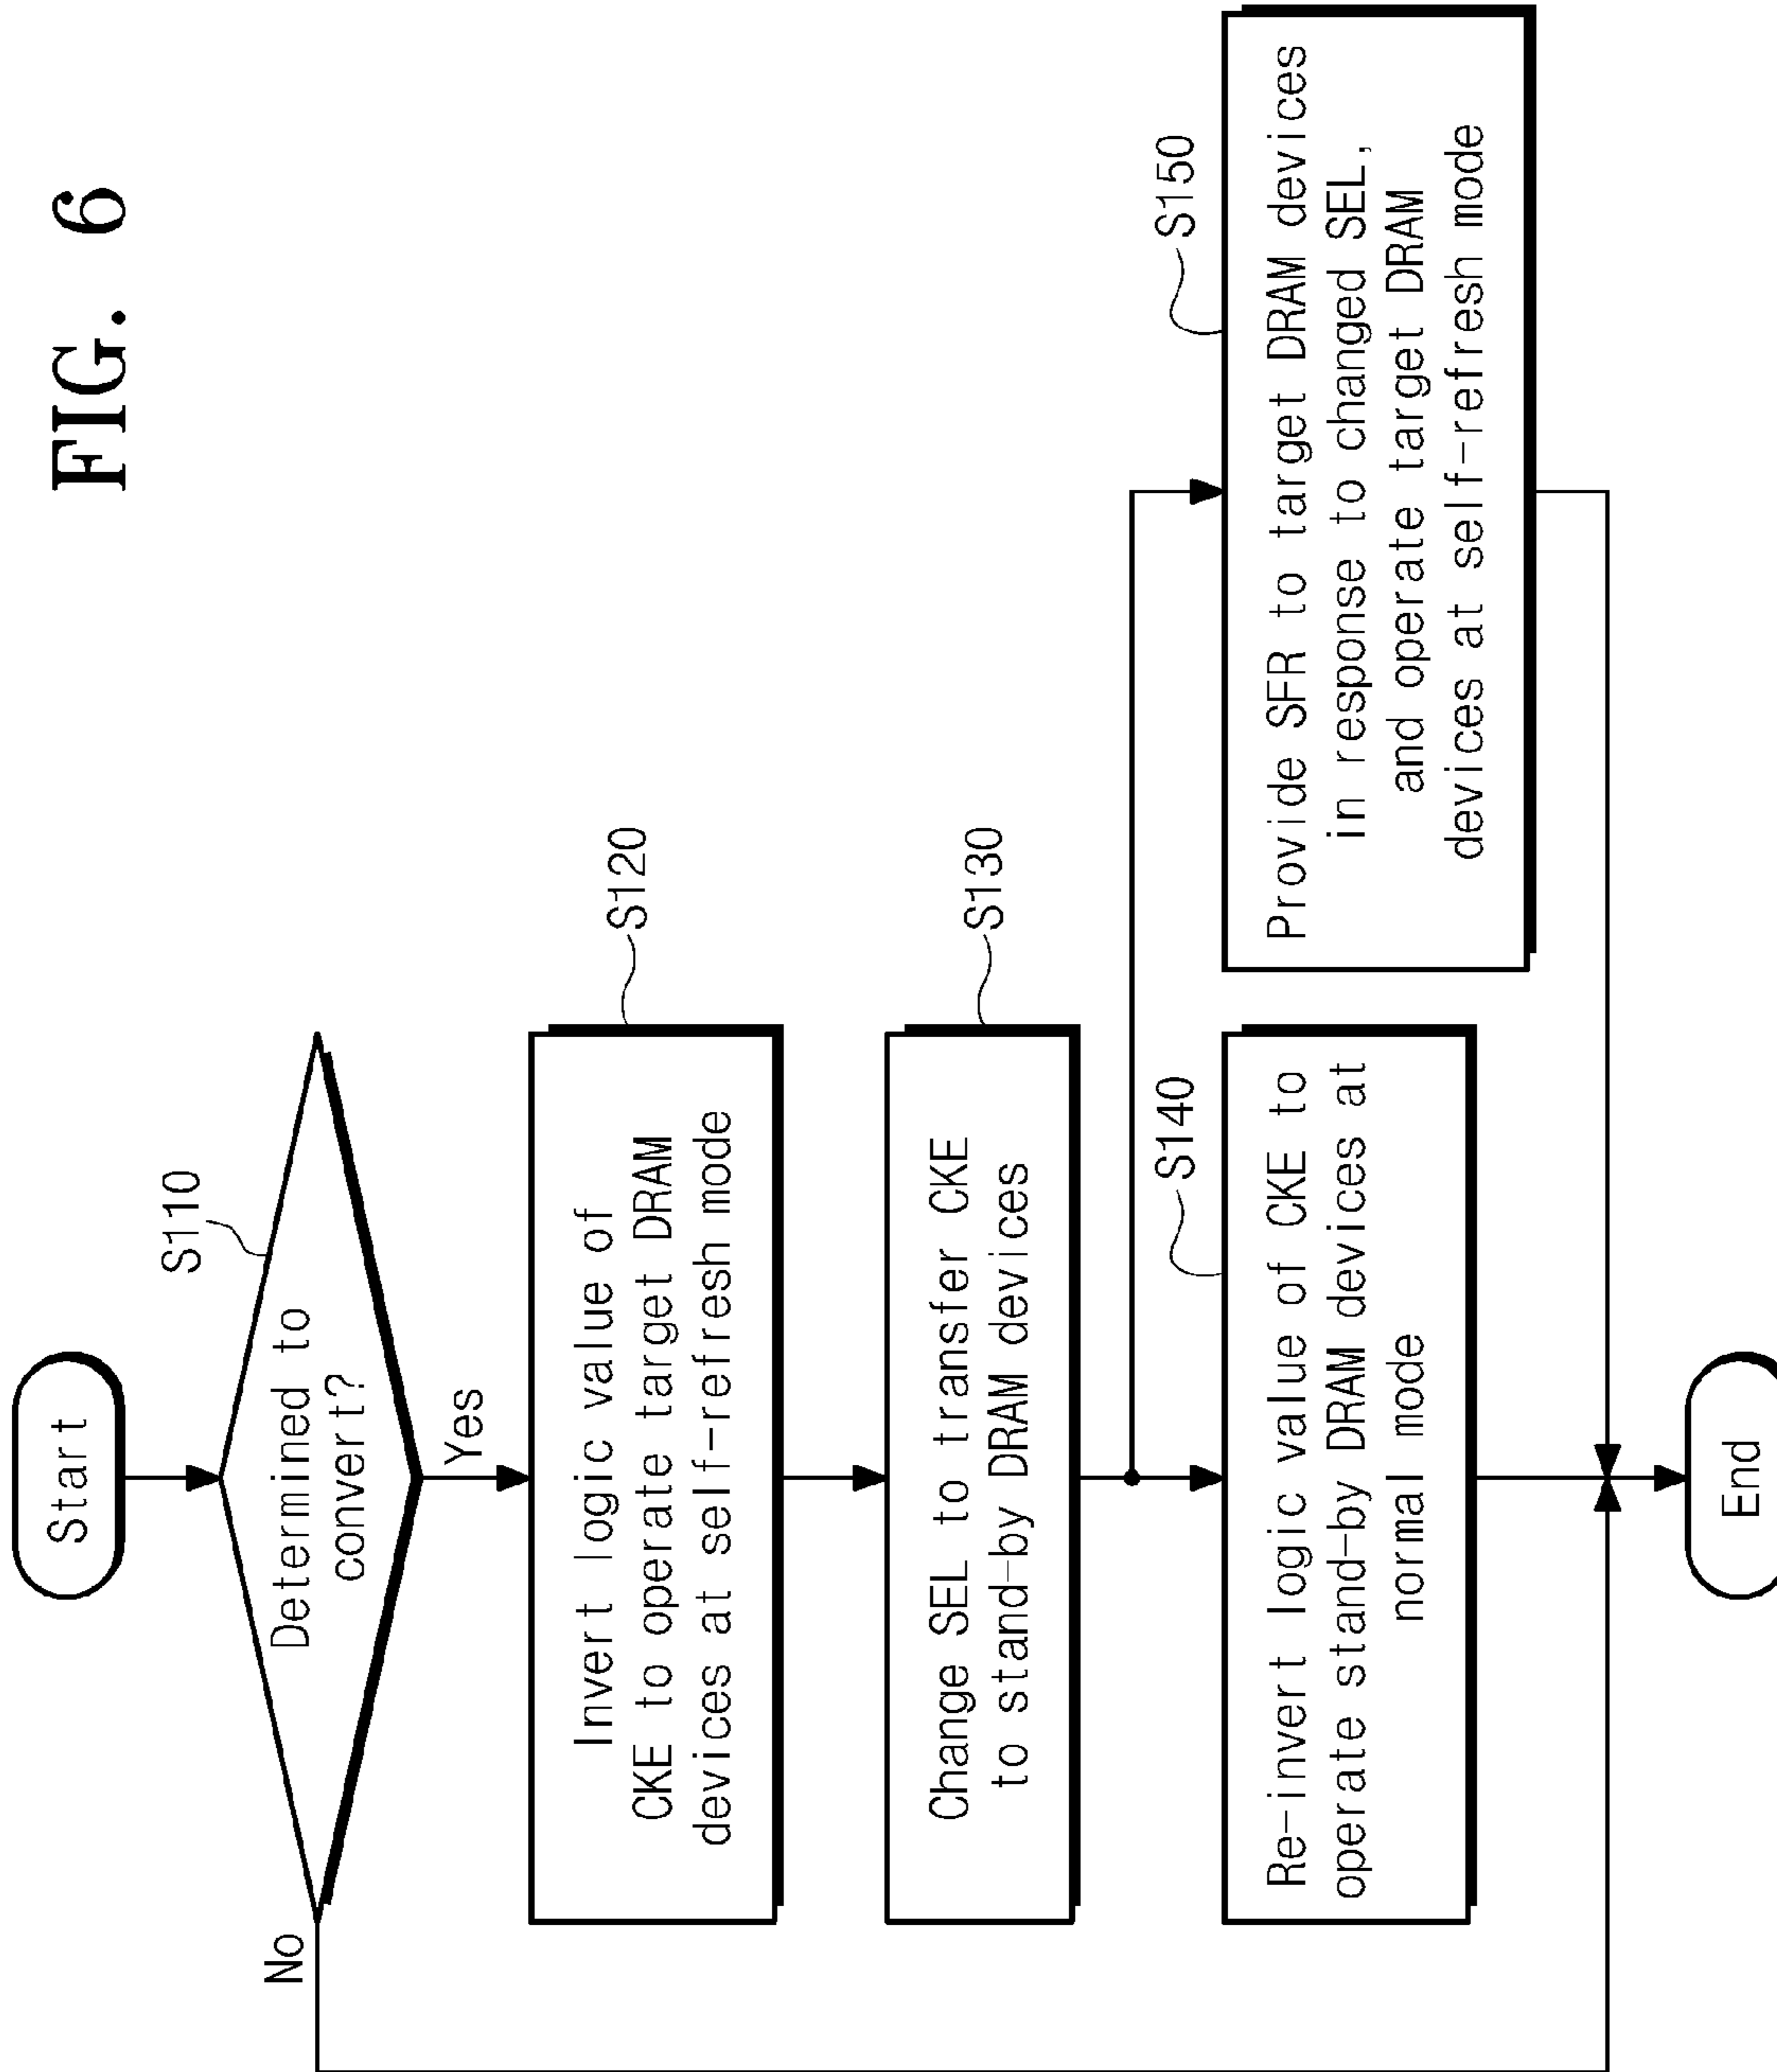 FIG. 6
Start
S110
Determined to
convert?
No
Yes
S120
Invert logic value of
CKE to operate target DRAM
devices at self-refresh mode
S130
Change SEL to transfer CKE
to stand-by DRAM devices
S140
Re-invert logic value of CKE to
operate stand-by DRAM devices at
normal mode
S150
Provide SFR to target DRAM devices
in response to changed SEL,
and operate target DRAM
devices at self-refresh mode
End